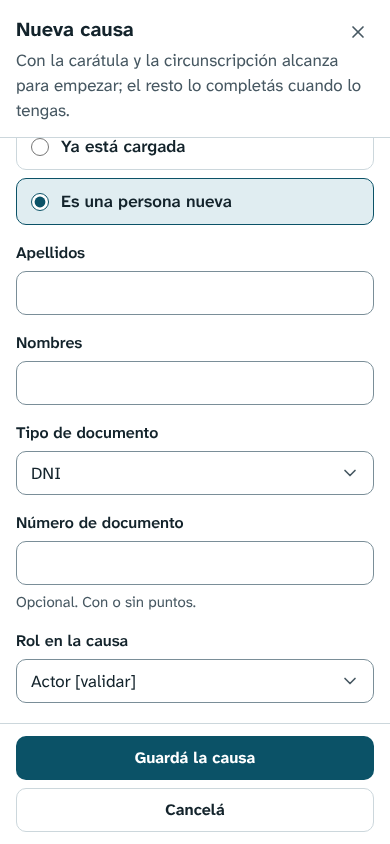 Nueva causa
Con la carátula y la circunscripción alcanza
para empezar; el resto lo completás cuando lo
tengas.
Ya está cargada
Es una persona nueva
Apellidos
Nombres
Tipo de documento
DNI
Número de documento
Opcional. Con o sin puntos.
Rol en la causa
Actor [validar]
Guardá la causa
Cancelá